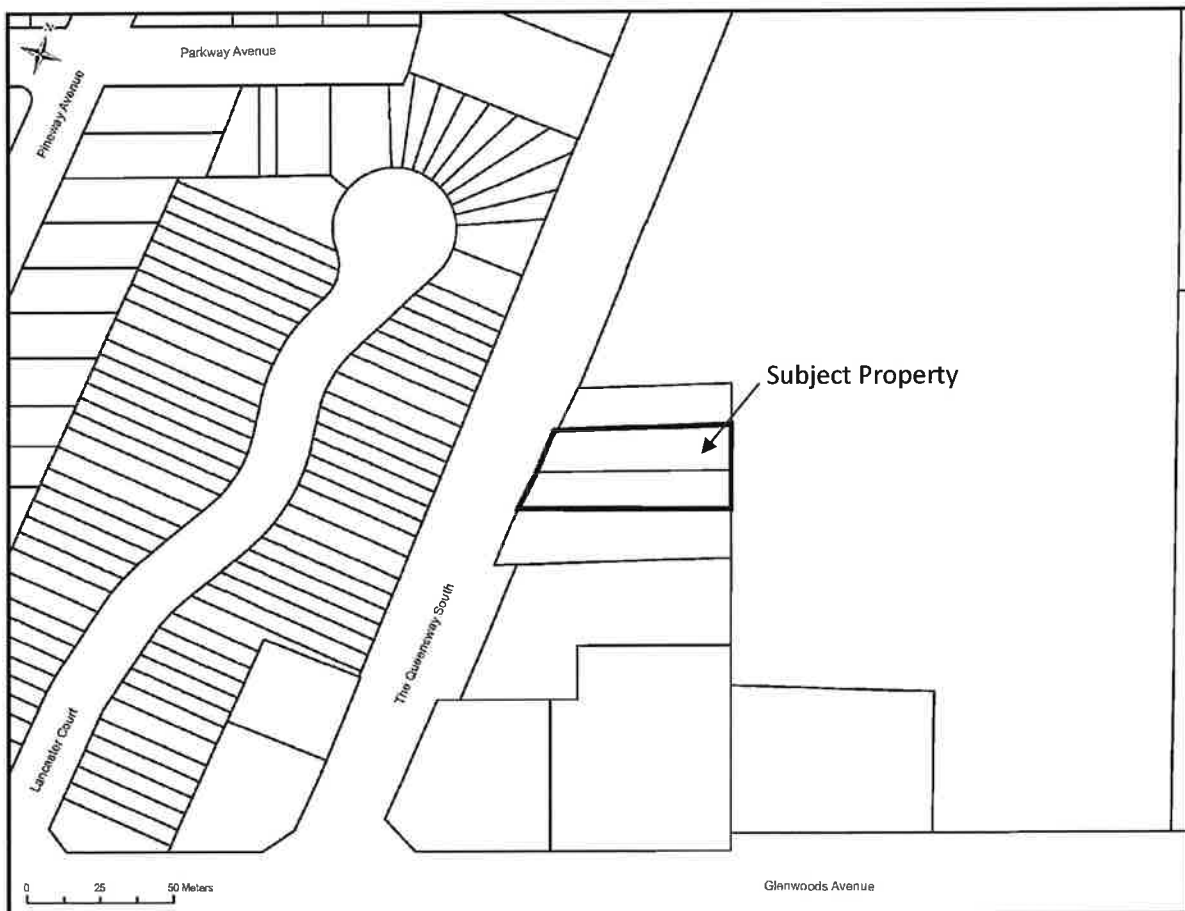 N
Parkway Avenue
Pineway Avenue
Subject Property
The Queensway South
Lancaster Court
0 25 50 Meters
Glenwoods Avenue